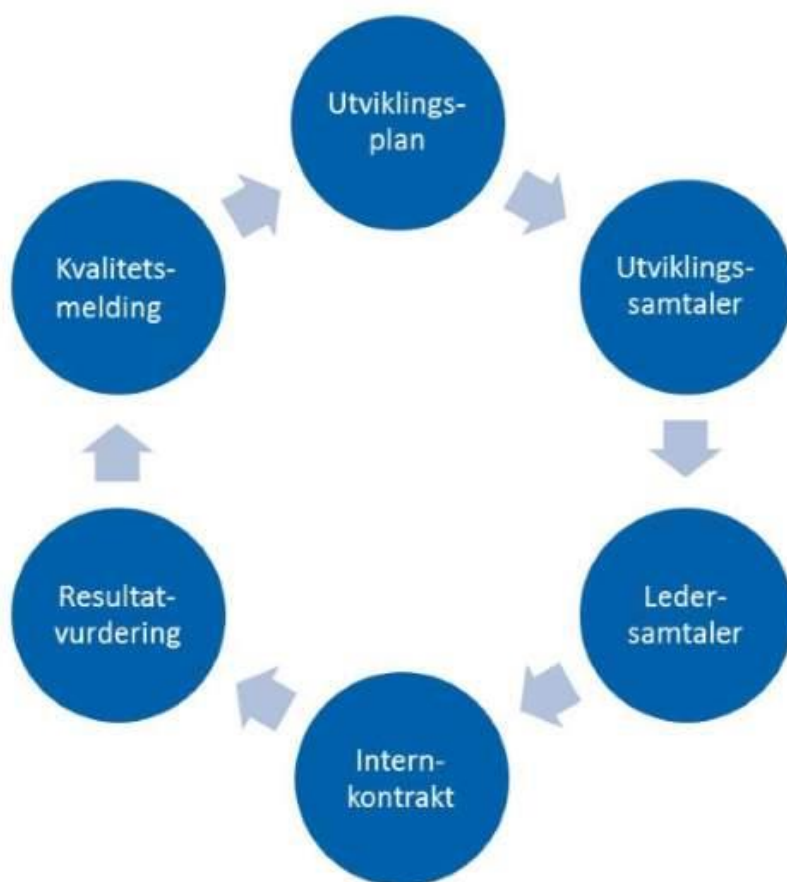 Utviklings-
plan
Utviklings-
samtaler
Leder-
samtaler
Intern-
kontrakt
Resultat-
vurdering
Kvalitets-
melding